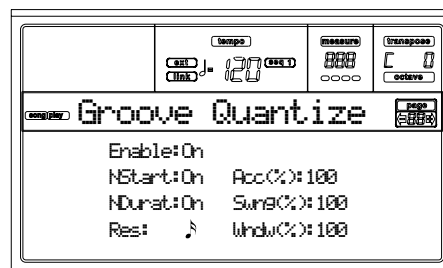 tempo measure transpose
ext ♩= 120 seq 1 888 C 0
link octave
song/play Groove Quantize page
Enable:On
NStart:On Acc(%):100
NDurat:On Swng(%):100
Res: 𝅘𝅥𝅯 Wndw(%):100